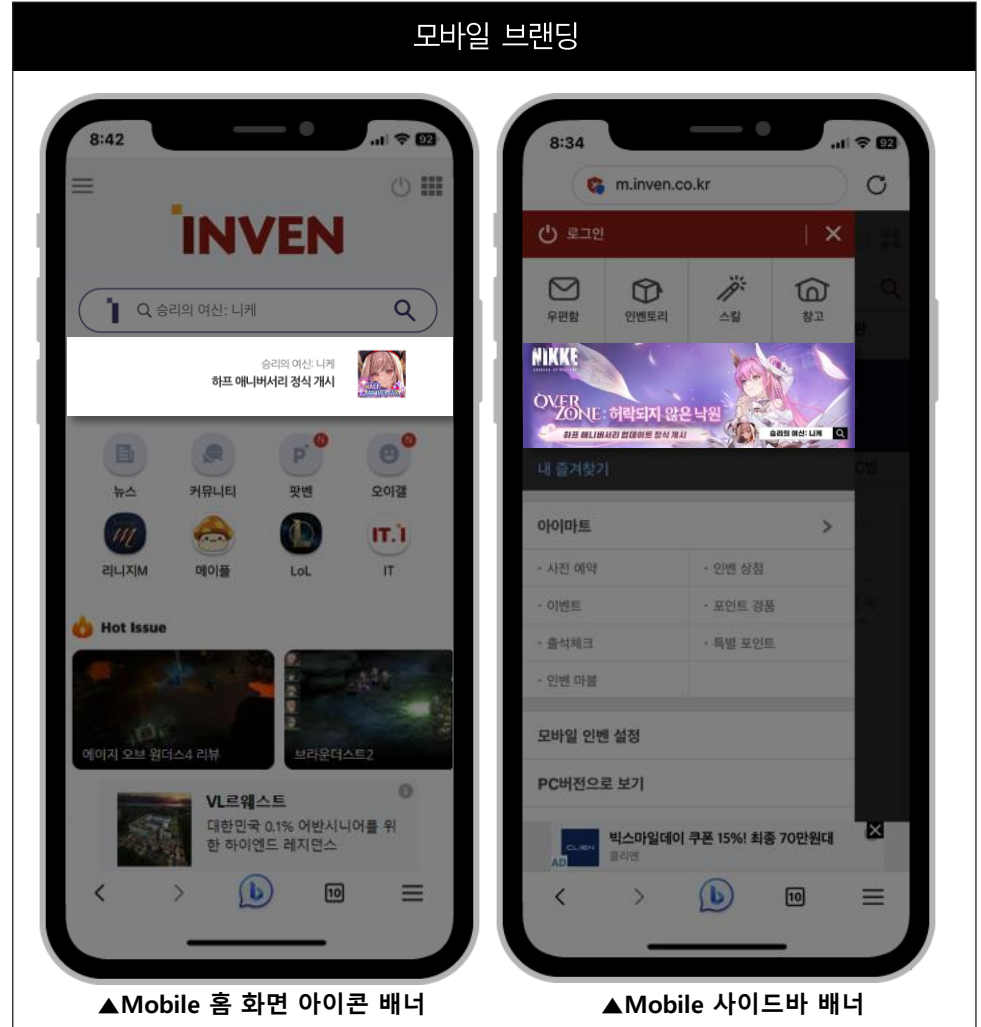 모바일 브랜딩
8:42
92
INVEN
승리의 여신: 니케
승리의 여신: 니케
하프 애니버서리 정식 개시
N
N
뉴스
커뮤니티
팟벤
오이갤
리니지M
메이플
LoL
IT
Hot Issue
에이지 오브 원더스4 리뷰
브라운더스트2
VL르웨스트
대한민국 0.1% 어반시니어를 위
한 하이엔드 레지던스
10
▲Mobile 홈 화면 아이콘 배너
8:34
92
m.inven.co.kr
로그인
우편함
인벤토리
스킬
창고
NIKKE
OVER
ZONE : 허락되지 않은 낙원
하프 애니버서리 업데이트 정식 개시
승리의 여신: 니케
내 즐겨찾기
아이마트
· 사전 예약
· 인벤 상점
· 이벤트
· 포인트 경품
· 출석체크
· 특별 포인트
· 인벤 마블
모바일 인벤 설정
PC버전으로 보기
CLIEN
AD
빅스마일데이 쿠폰 15%! 최종 70만원대
클리앙
10
▲Mobile 사이드바 배너